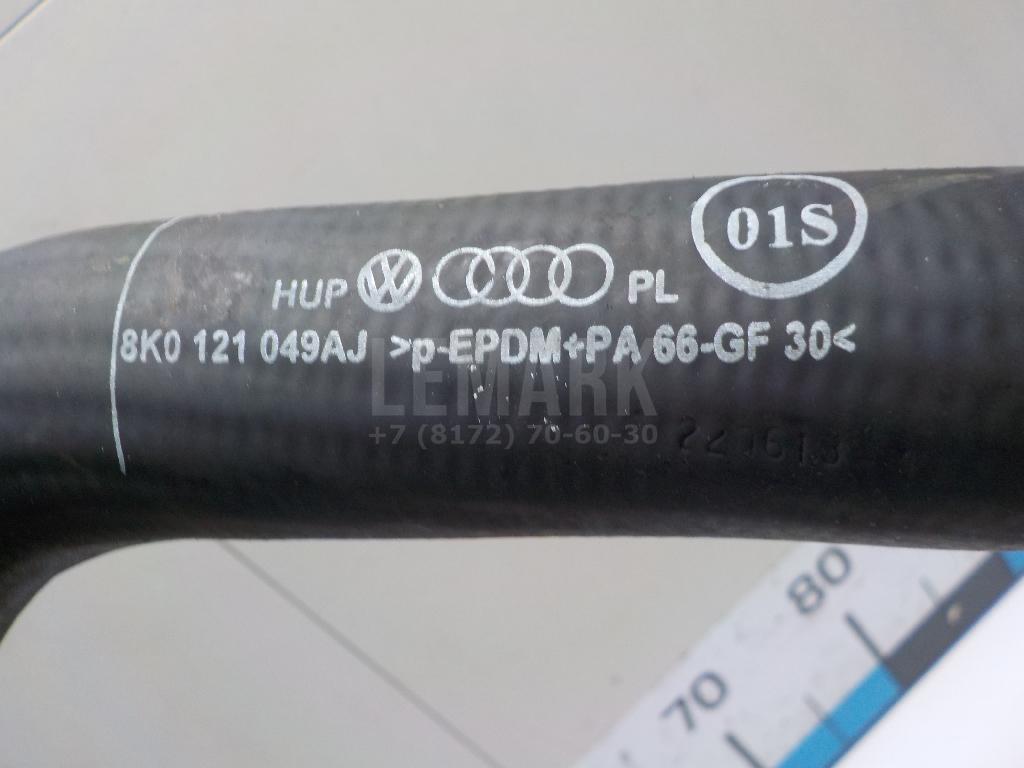 01S
HUP VW PL
8K0 121 049AJ >p-EPDM+PA 66-GF 30<
LEMARK
+7 (8172) 70-60-30
80
70